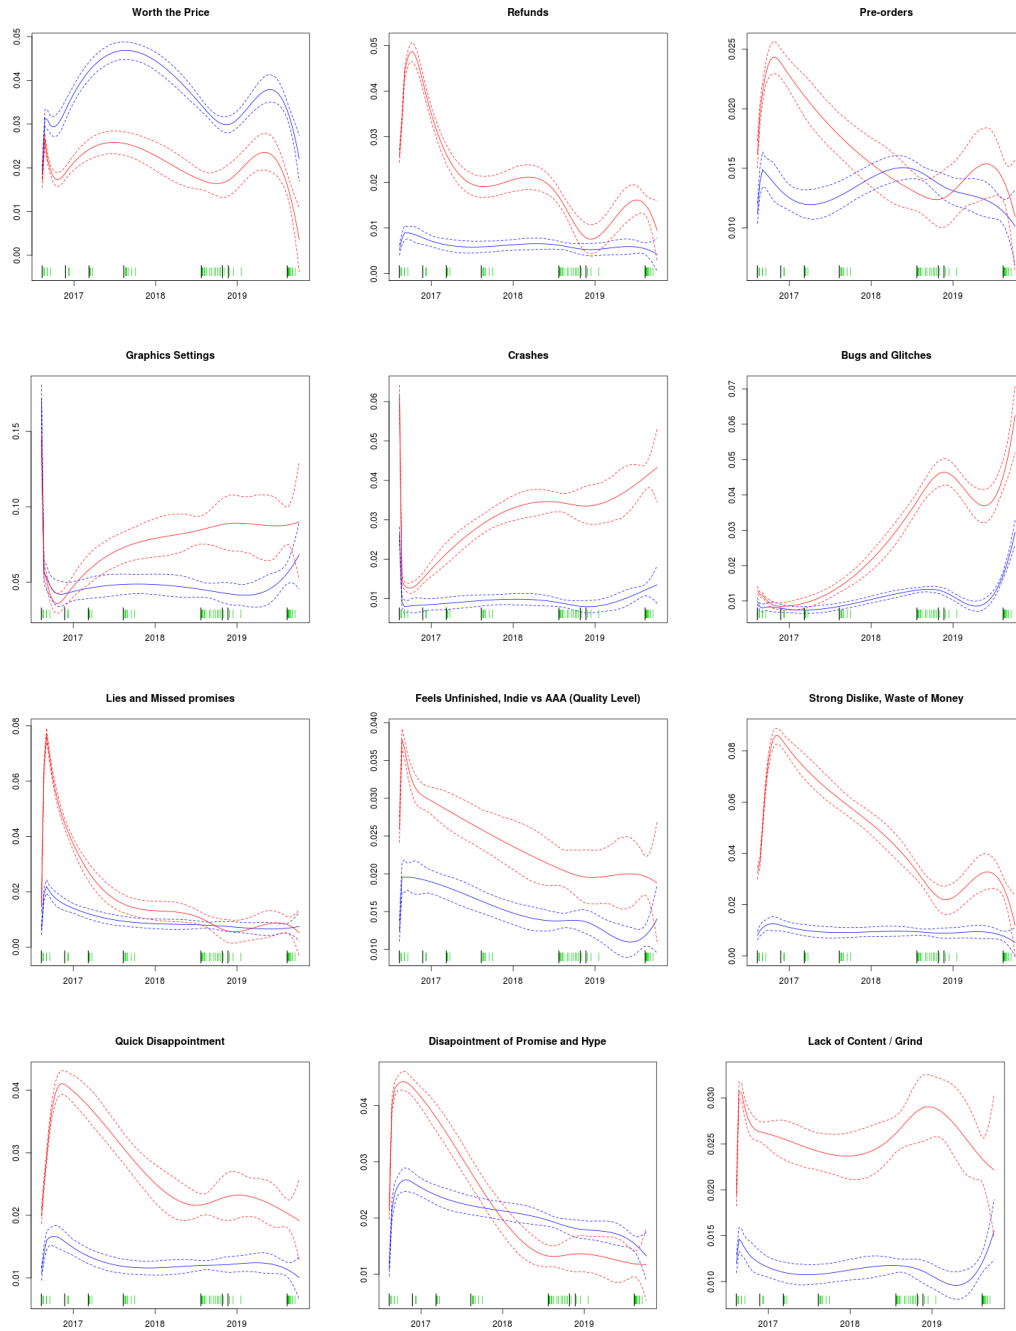 Worth the Price
0.05
0.04
0.03
0.02
0.01
0.00
2017 2018 2019
Refunds
0.05
0.04
0.03
0.02
0.01
0.00
2017 2018 2019
Pre-orders
0.025
0.020
0.015
0.010
2017 2018 2019
Graphics Settings
0.15
0.10
0.05
2017 2018 2019
Crashes
0.06
0.05
0.04
0.03
0.02
0.01
2017 2018 2019
Bugs and Glitches
0.07
0.06
0.05
0.04
0.03
0.02
0.01
2017 2018 2019
Lies and Missed promises
0.08
0.06
0.04
0.02
0.00
2017 2018 2019
Feels Unfinished, Indie vs AAA (Quality Level)
0.040
0.035
0.030
0.025
0.020
0.015
0.010
2017 2018 2019
Strong Dislike, Waste of Money
0.08
0.06
0.04
0.02
0.00
2017 2018 2019
Quick Disappointment
0.04
0.03
0.02
0.01
2017 2018 2019
Disapointment of Promise and Hype
0.04
0.03
0.02
0.01
2017 2018 2019
Lack of Content / Grind
0.030
0.025
0.020
0.015
0.010
2017 2018 2019